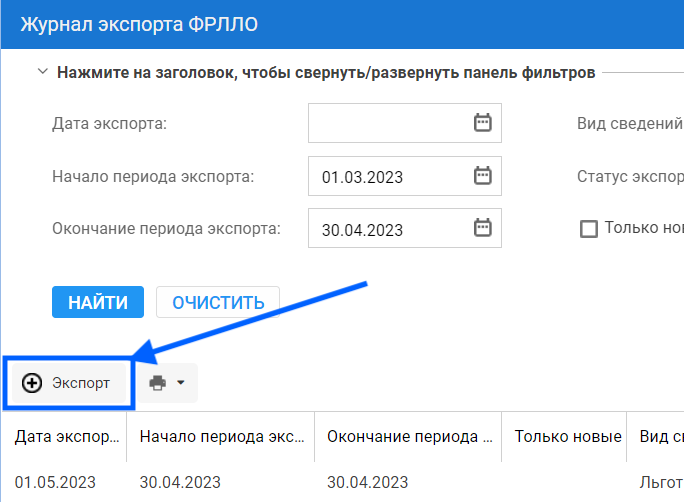 Журнал экспорта ФРЛЛО
Нажмите на заголовок, чтобы свернуть/развернуть панель фильтров
Дата экспорта:
Вид сведений
Начало периода экспорта: 01.03.2023
Статус экспор
Окончание периода экспорта: 30.04.2023
Только нов
НАЙТИ ОЧИСТИТЬ
Экспорт
Дата экспор... Начало периода экс... Окончание периода ... Только новые Вид св
01.05.2023 30.04.2023 30.04.2023 Льгот